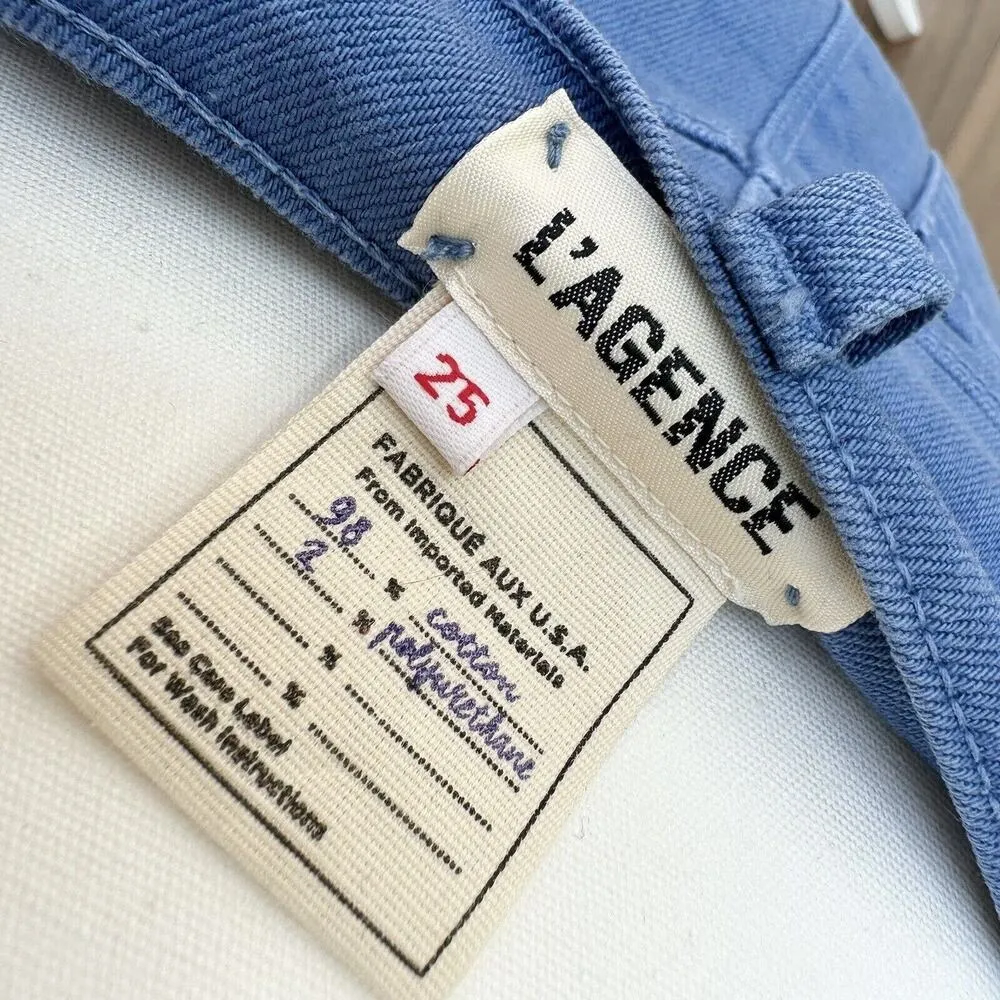 L'AGENCE
25
FABRIQUÉ AUX U.S.A.
From Imported Materials
98 % cotton
2 % polyurethane
%
%
See Care Label
For Wash Instructions